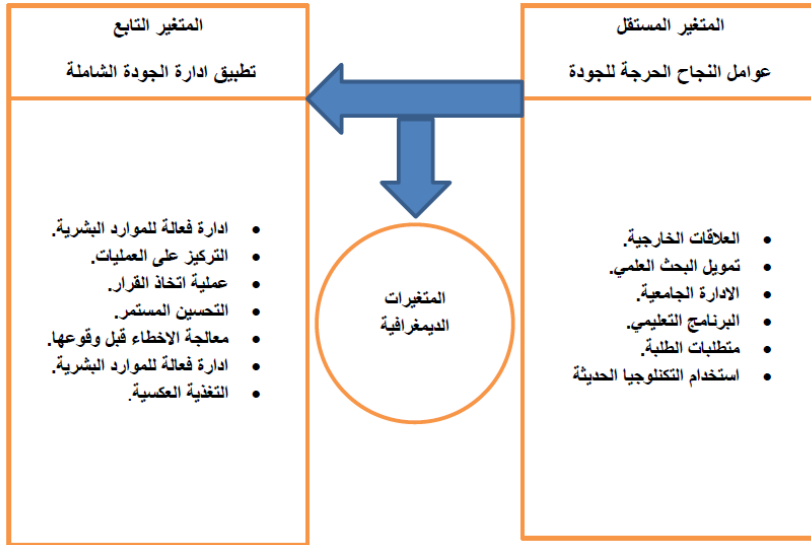 المتغير المستقل
عوامل النجاح الحرجة للجودة
العلاقات الخارجية.
تمويل البحث العلمي.
الادارة الجامعية.
البرنامج التعليمي.
متطلبات الطلبة.
استخدام التكنلوجيا الحديثة
المتغيرات
الديمغرافية
المتغير التابع
تطبيق ادارة الجودة الشاملة
ادارة فعالة للموارد البشرية.
التركيز على العمليات.
عملية اتخاذ القرار.
التحسين المستمر.
معالجة الاخطاء قبل وقوعها.
ادارة فعالة للموارد البشرية.
التغذية العكسية.